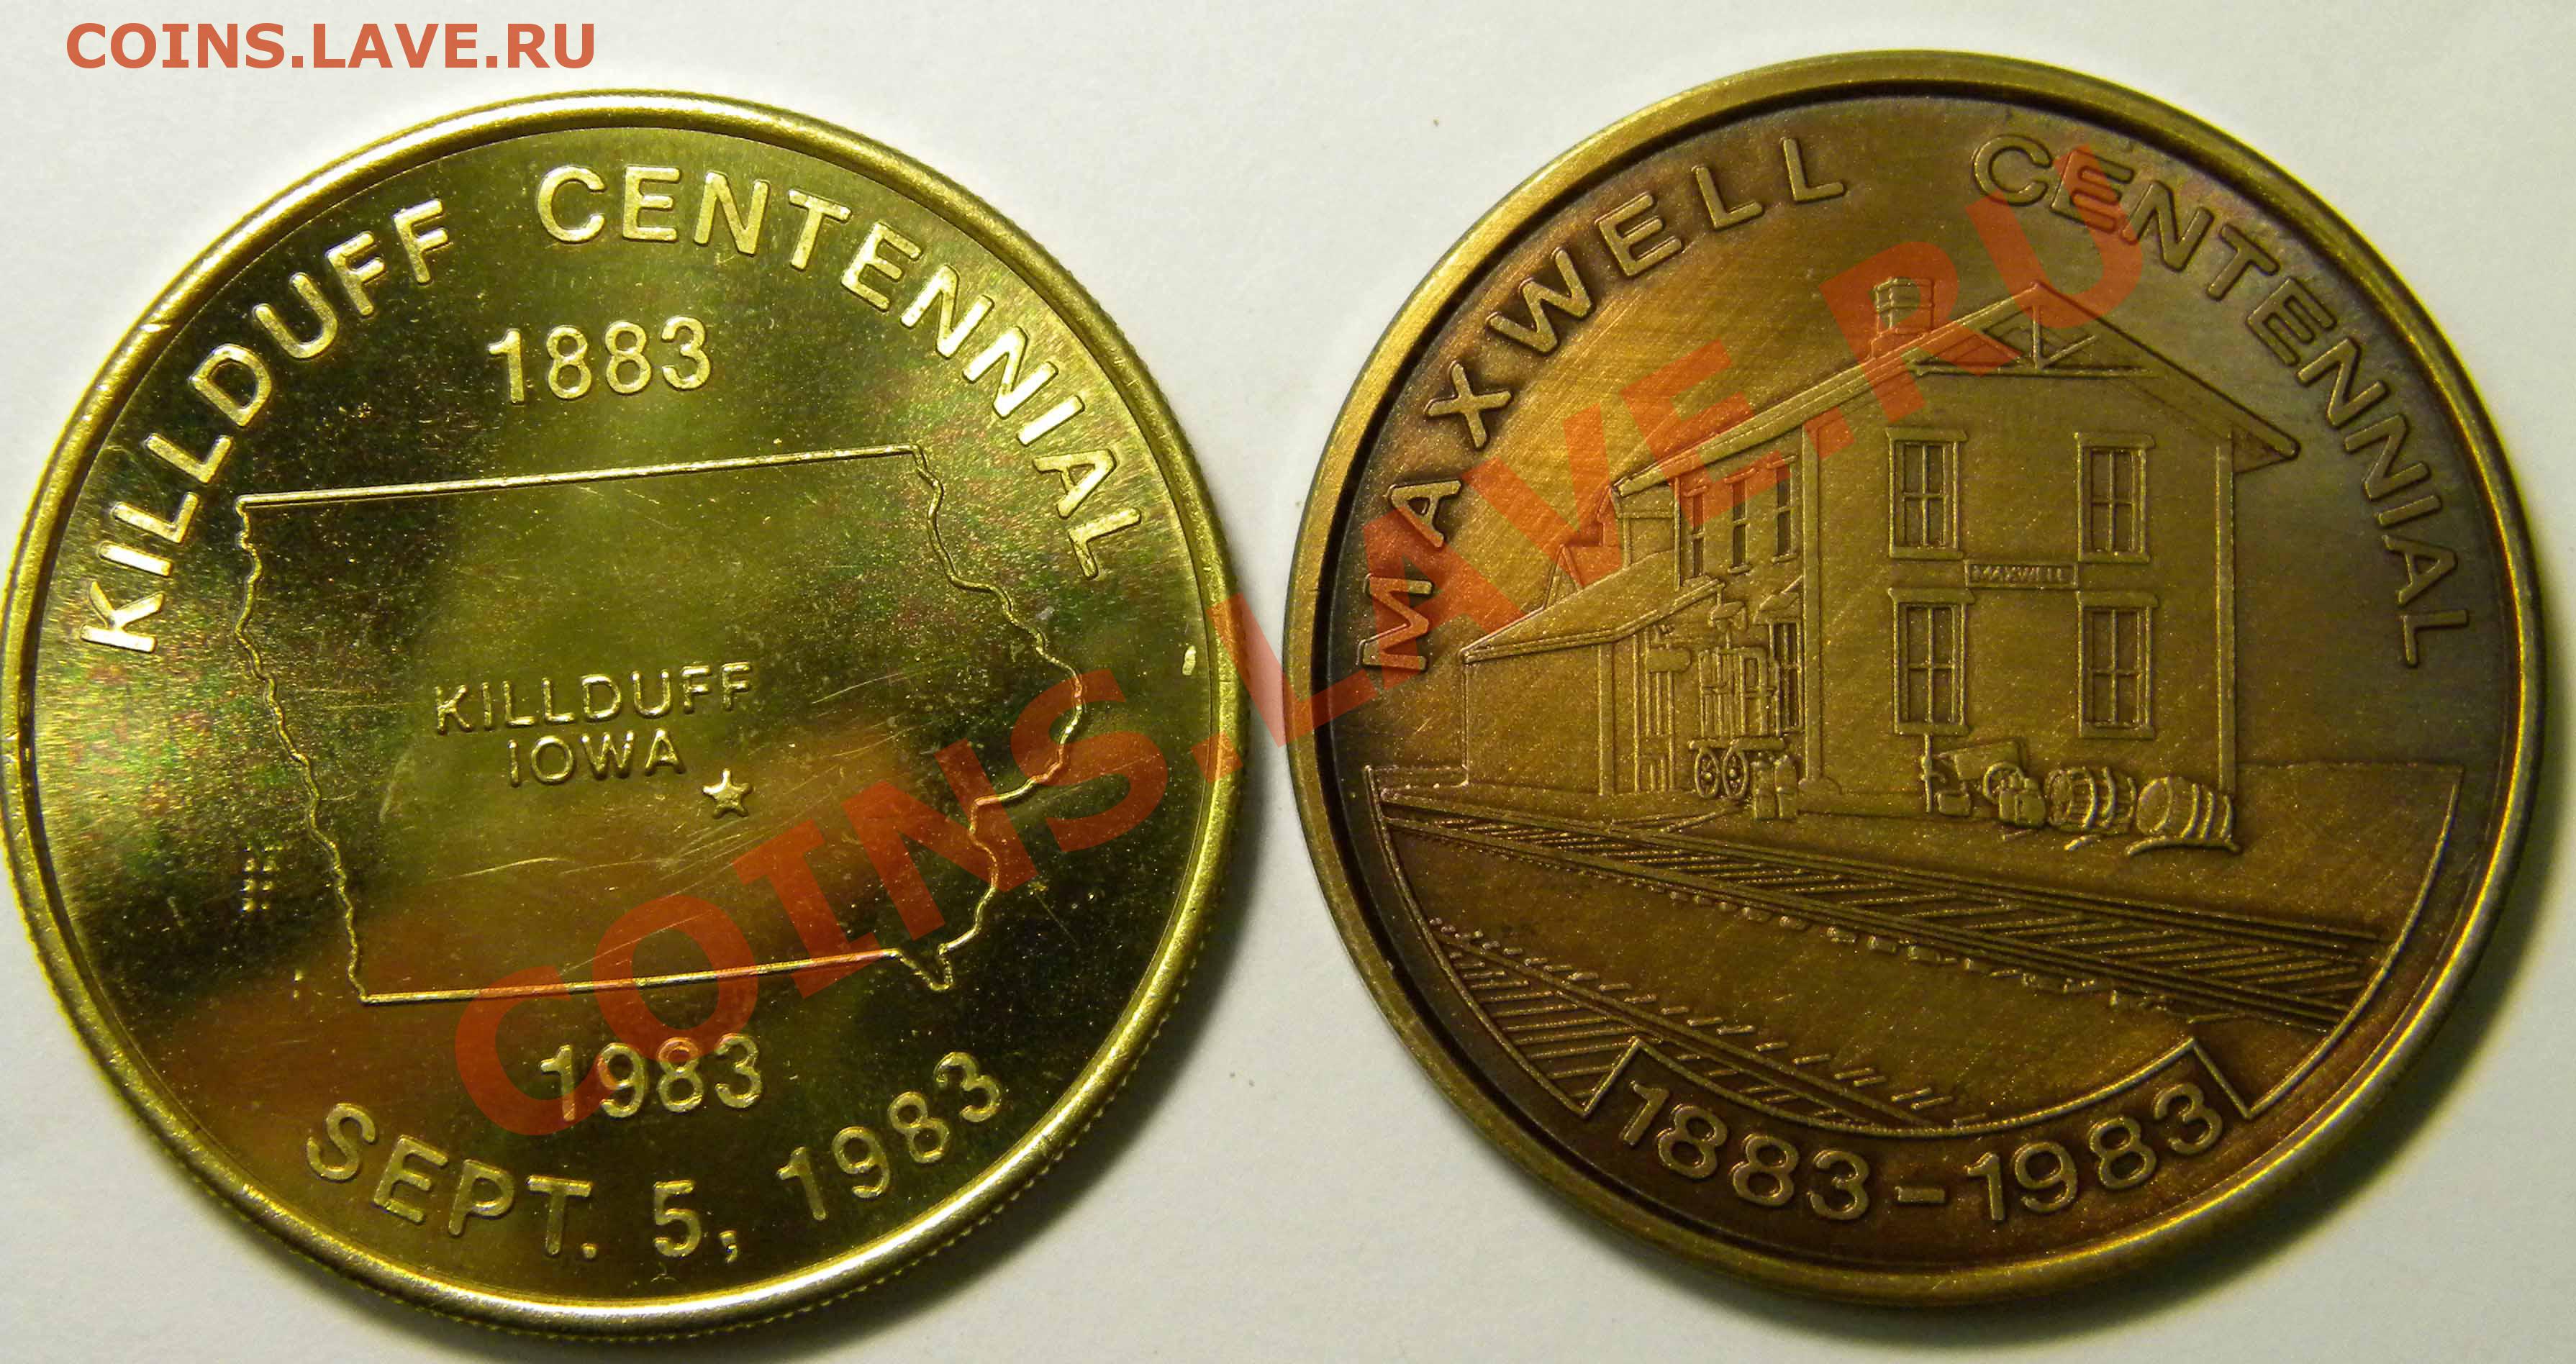 COINS.LAVE.RU
KILLDUFF CENTENNIAL
1883
KILLDUFF
IOWA
1983
SEPT. 5, 1983
MAXWELL CENTENNIAL
MAXWELL
1883-1983
COINS.LAVE.RU